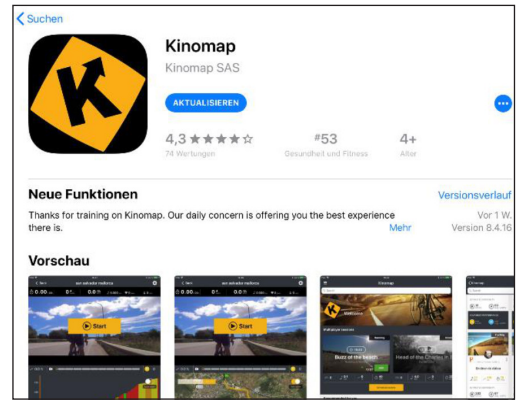 Suchen
Kinomap
Kinomap SAS
AKTUALISIEREN
4,3 ★★★★☆ #53 4+
74 Wertungen Gesundheit und Fitness Alter
Neue Funktionen Versionsverlauf
Thanks for training on Kinomap. Our daily concern is offering you the best experience Vor 1 W.
there is. Mehr Version 8.4.16
Vorschau
Start
Start
Kinomap
Welcome
Buzz of the Beach
Head of the Charles